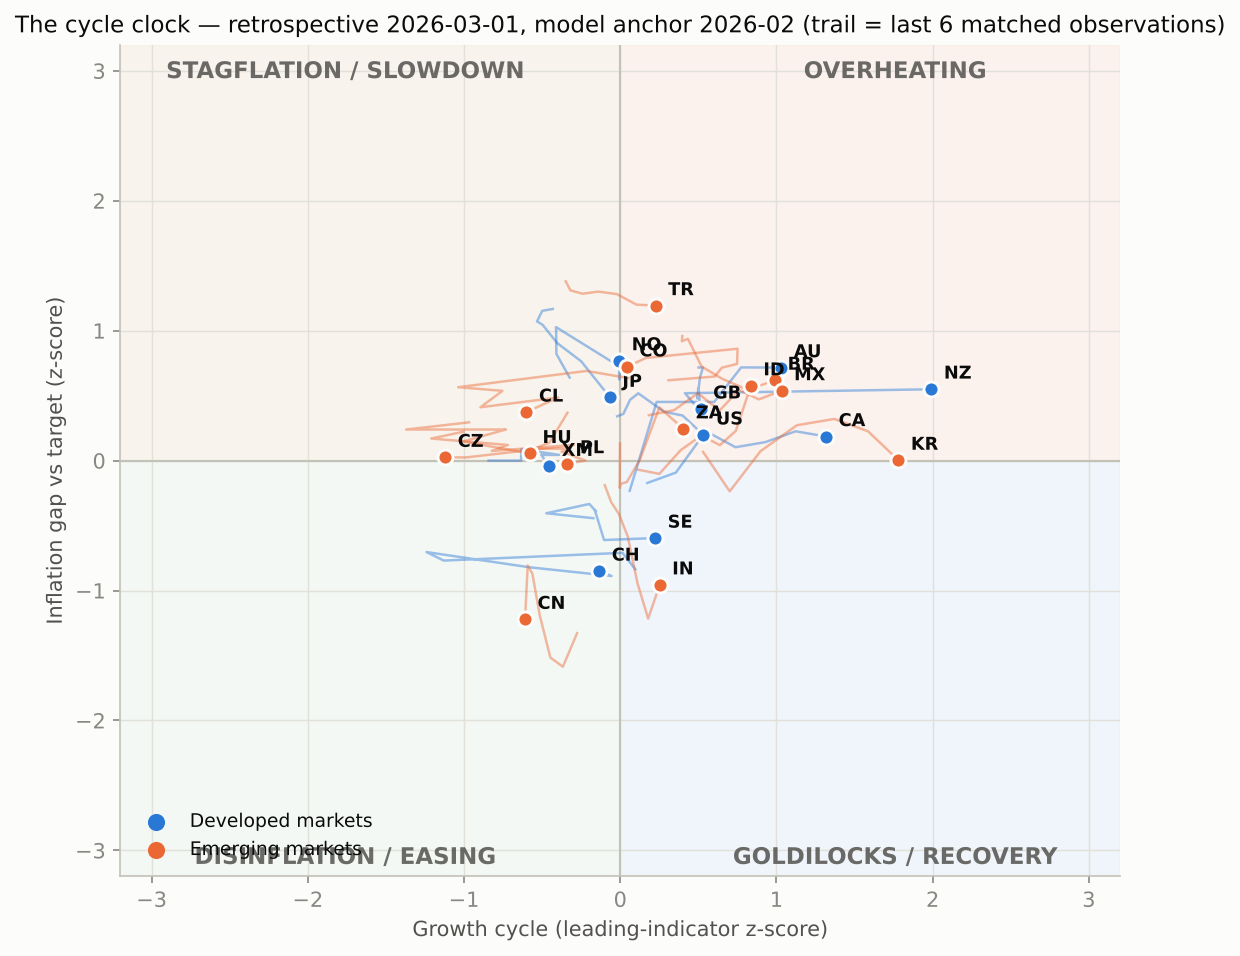 The cycle clock — retrospective 2026-03-01, model anchor 2026-02 (trail = last 6 matched observations)
STAGFLATION / SLOWDOWN
OVERHEATING
3
2
1
0
−1
−2
−3
Inflation gap vs target (z-score)
TR
NO
CO
AU
BR
ID
MX
NZ
JP
CL
GB
ZA
US
CA
CZ
HU
XM
PL
KR
SE
CH
IN
CN
Developed markets
Emerging markets
DISINFLATION / EASING
GOLDILOCKS / RECOVERY
−3
−2
−1
0
1
2
3
Growth cycle (leading-indicator z-score)